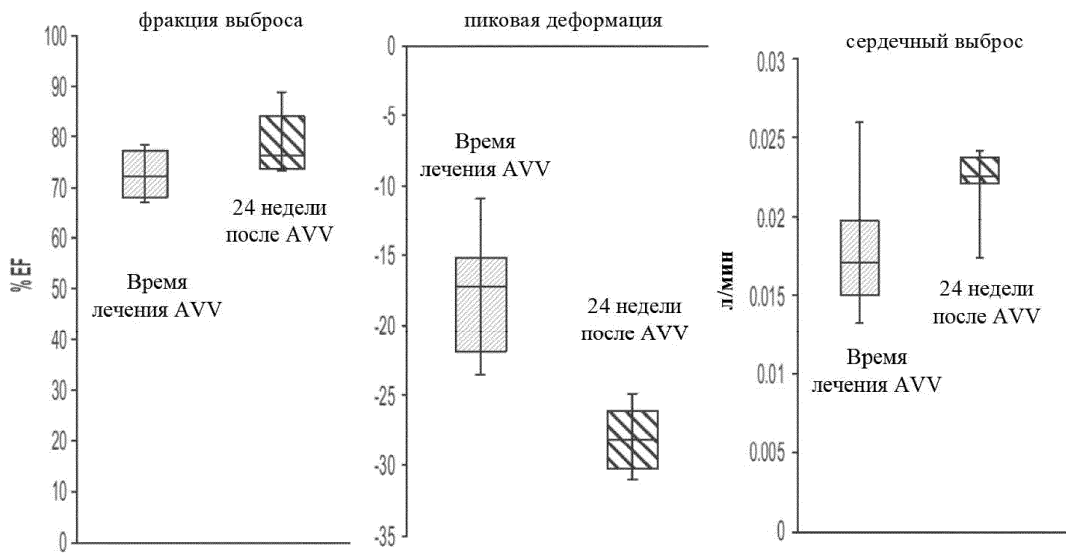 фракция выброса
100
90
80
70
60
50
40
30
20
10
0
% EF
Время
лечения AVV
24 недели
после AVV
пиковая деформация
0
-5
-10
-15
-20
-25
-30
-35
Время
лечения AVV
24 недели
после AVV
сердечный выброс
0.03
0.025
0.02
0.015
0.01
0.005
0
л/мин
Время
лечения AVV
24 недели
после AVV